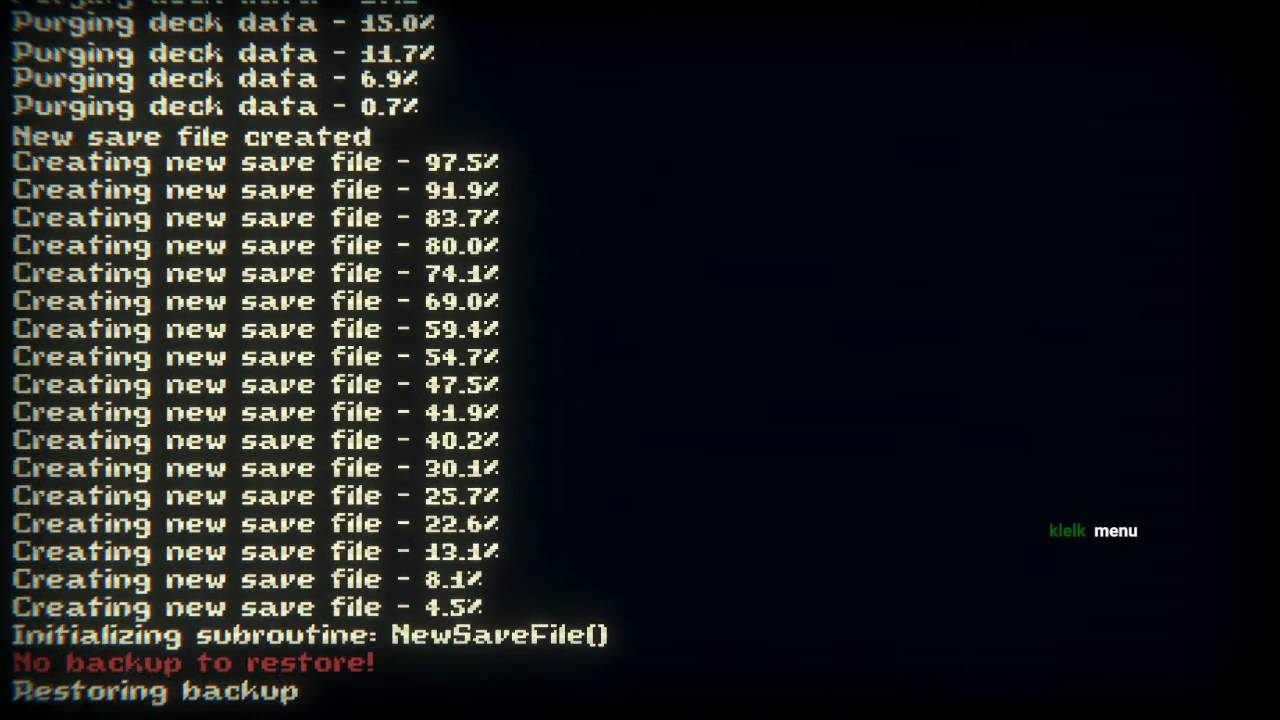 Purging deck data - 15.0%
Purging deck data - 11.7%
Purging deck data - 6.9%
Purging deck data - 0.7%
New save file created
Creating new save file - 97.5%
Creating new save file - 91.9%
Creating new save file - 83.7%
Creating new save file - 80.0%
Creating new save file - 74.1%
Creating new save file - 69.0%
Creating new save file - 59.4%
Creating new save file - 54.7%
Creating new save file - 47.5%
Creating new save file - 41.9%
Creating new save file - 40.2%
Creating new save file - 30.1%
Creating new save file - 25.7%
Creating new save file - 22.6%
klelk menu
Creating new save file - 13.1%
Creating new save file - 8.1%
Creating new save file - 4.5%
Initializing subroutine: NewSaveFile()
No backup to restore!
Restoring backup